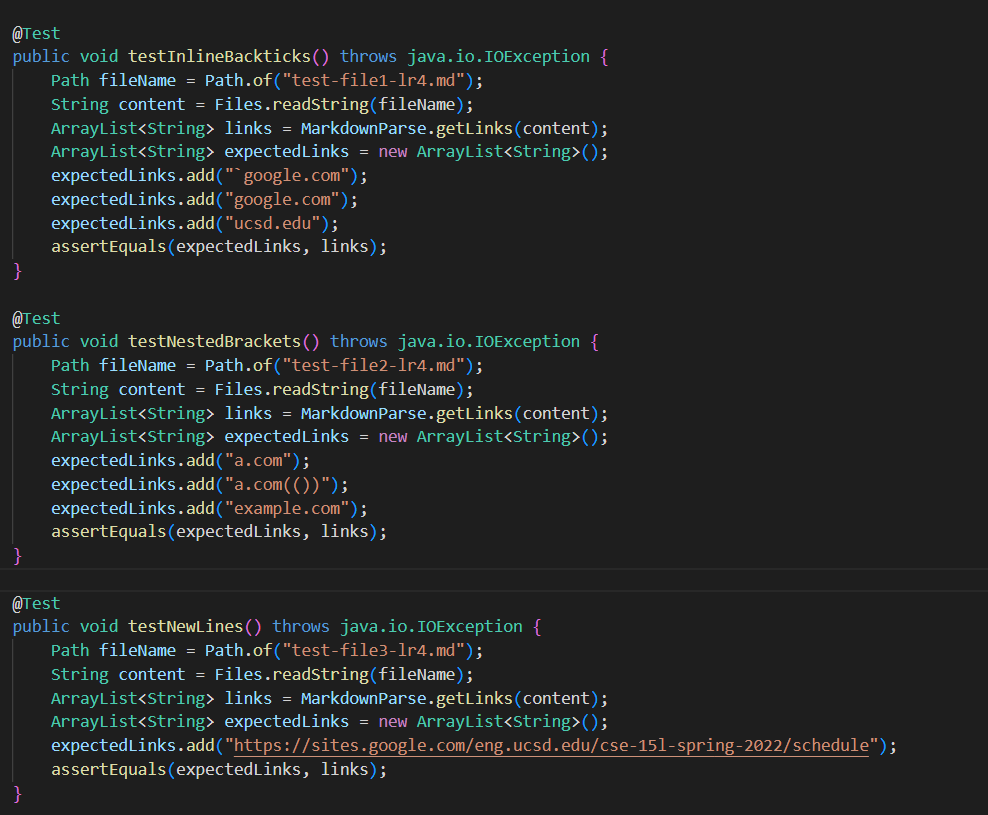 @Test
public void testInlineBackticks() throws java.io.IOException {
    Path fileName = Path.of("test-file1-lr4.md");
    String content = Files.readString(fileName);
    ArrayList<String> links = MarkdownParse.getLinks(content);
    ArrayList<String> expectedLinks = new ArrayList<String>();
    expectedLinks.add("`google.com");
    expectedLinks.add("google.com");
    expectedLinks.add("ucsd.edu");
    assertEquals(expectedLinks, links);
}
@Test
public void testNestedBrackets() throws java.io.IOException {
    Path fileName = Path.of("test-file2-lr4.md");
    String content = Files.readString(fileName);
    ArrayList<String> links = MarkdownParse.getLinks(content);
    ArrayList<String> expectedLinks = new ArrayList<String>();
    expectedLinks.add("a.com");
    expectedLinks.add("a.com(())");
    expectedLinks.add("example.com");
    assertEquals(expectedLinks, links);
}
@Test
public void testNewLines() throws java.io.IOException {
    Path fileName = Path.of("test-file3-lr4.md");
    String content = Files.readString(fileName);
    ArrayList<String> links = MarkdownParse.getLinks(content);
    ArrayList<String> expectedLinks = new ArrayList<String>();
    expectedLinks.add("https://sites.google.com/eng.ucsd.edu/cse-15l-spring-2022/schedule");
    assertEquals(expectedLinks, links);
}